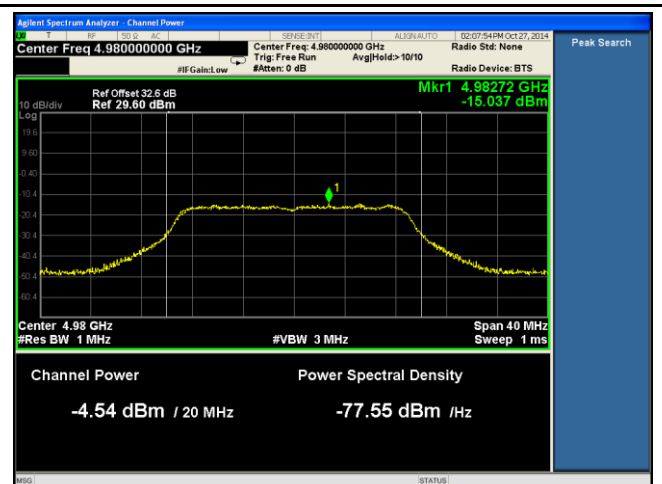 Agilent Spectrum Analyzer - Channel Power
T RF 50 Ω AC SENSE:INT ALIGN AUTO 02:07:54PM Oct 27, 2014
Center Freq 4.980000000 GHz
Center Freq: 4.980000000 GHz Radio Std: None
Trig: Free Run Avg|Hold:> 10/10
#IFGain:Low #Atten: 0 dB Radio Device: BTS
Peak Search
Ref Offset 32.6 dB
10 dB/div Ref 29.60 dBm
Mkr1 4.98272 GHz
-15.037 dBm
Log
19.6
9.60
-0.40
-10.4
-20.4
-30.4
-40.4
-50.4
-60.4
1
Center 4.98 GHz Span 40 MHz
#Res BW 1 MHz #VBW 3 MHz Sweep 1 ms
Channel Power Power Spectral Density
-4.54 dBm / 20 MHz -77.55 dBm /Hz
MSG STATUS